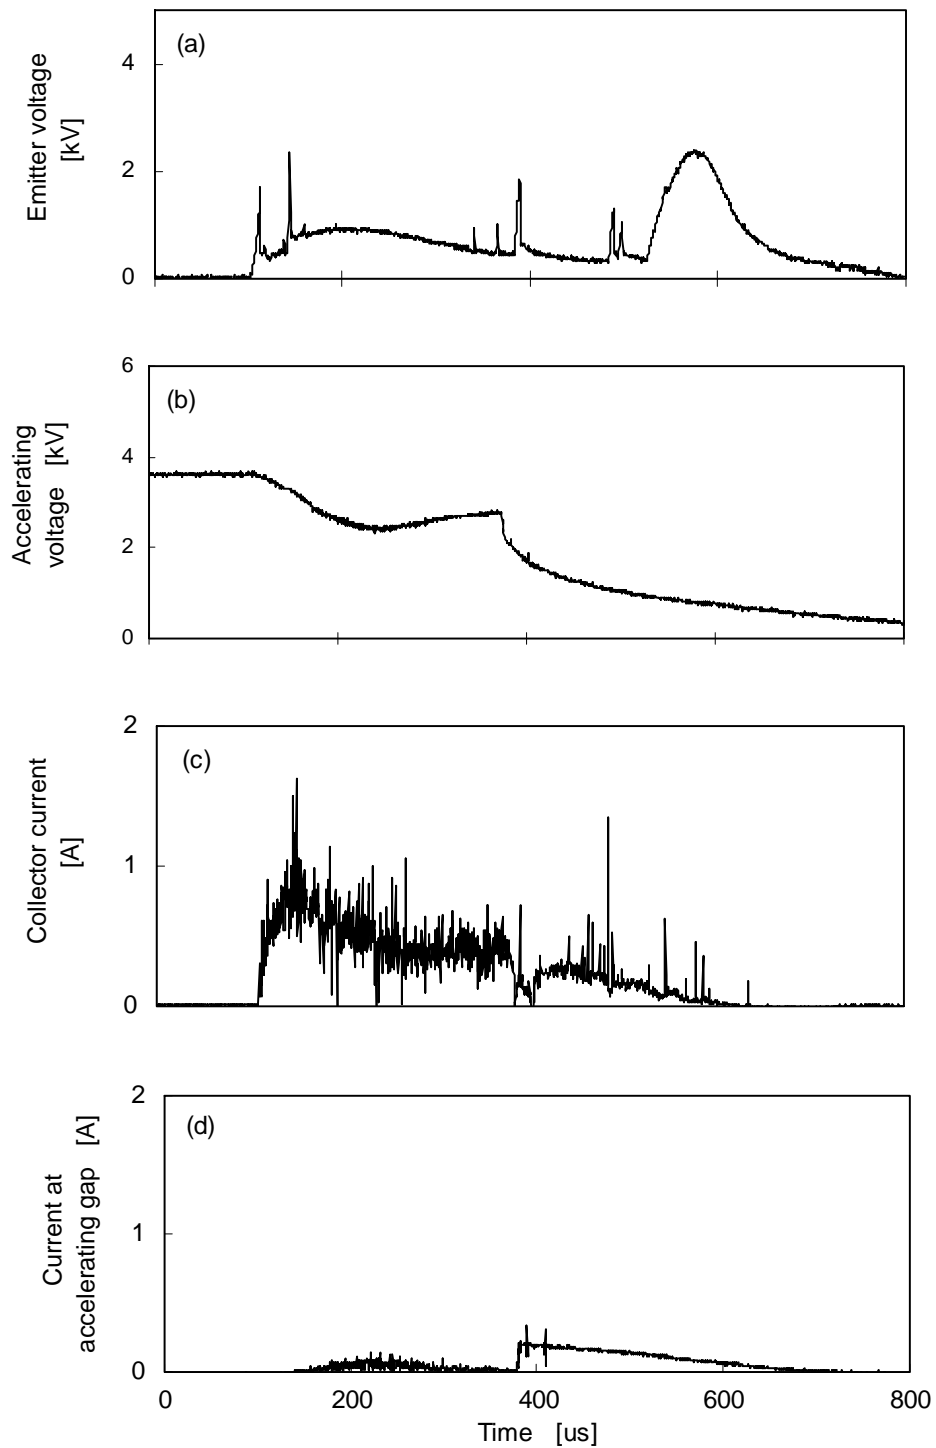 (a)
Emitter voltage
[kV]
4
2
0
(b)
Accelerating
voltage [kV]
6
4
2
0
(c)
Collector current
[A]
2
1
0
(d)
Current at
accelerating gap [A]
2
1
0
0 200 400 600 800
Time [us]